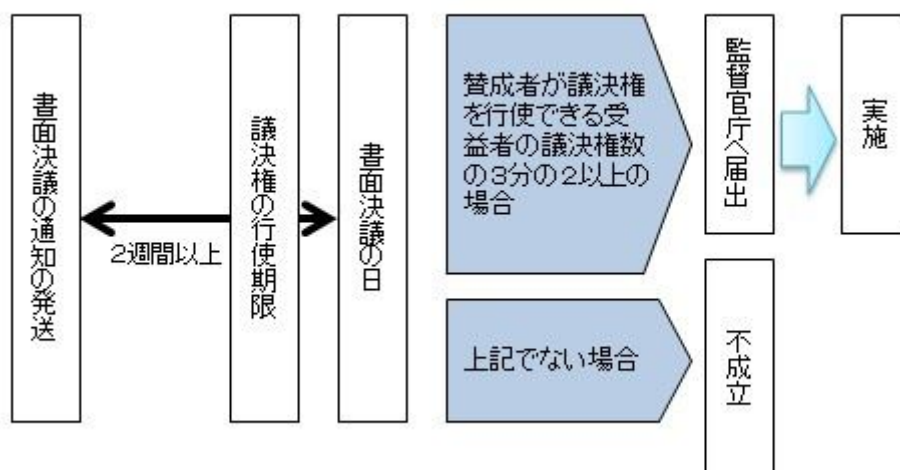 書面決議の通知の発送
2週間以上
議決権の行使期限
書面決議の日
賛成者が議決権
を行使できる受
益者の議決権数
の3分の2以上の
場合
監督官庁へ届出
実施
上記でない場合
不成立